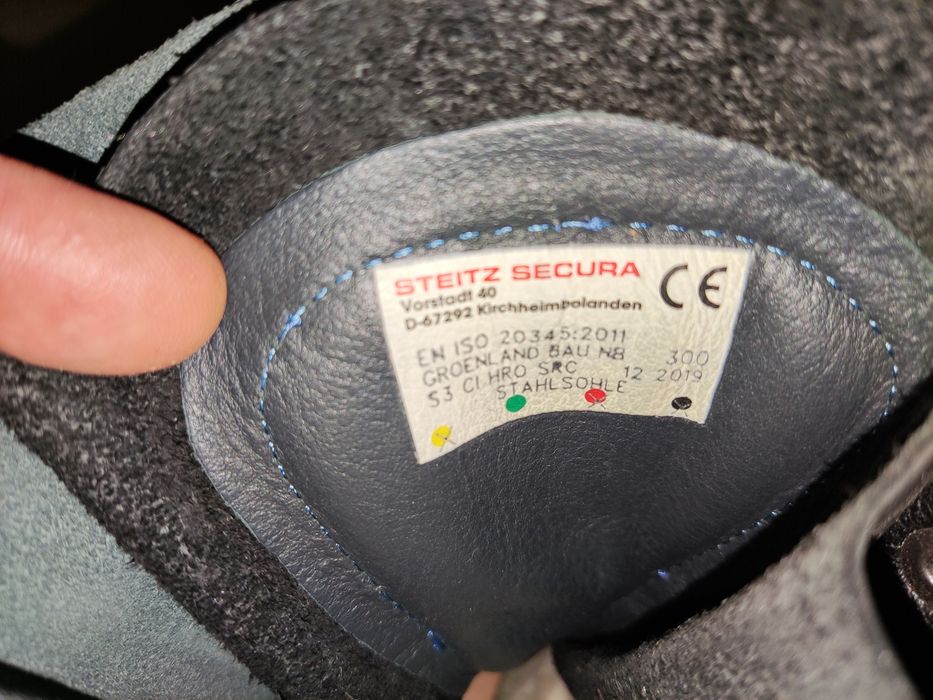 STEITZ SECURA
Vorstadt 40
D-67292 Kirchheimbolanden
CE
EN ISO 20345:2011
GROENLAND BAU NB 300
S3 CI HRO SRC 12 2019
STAHLSOHLE